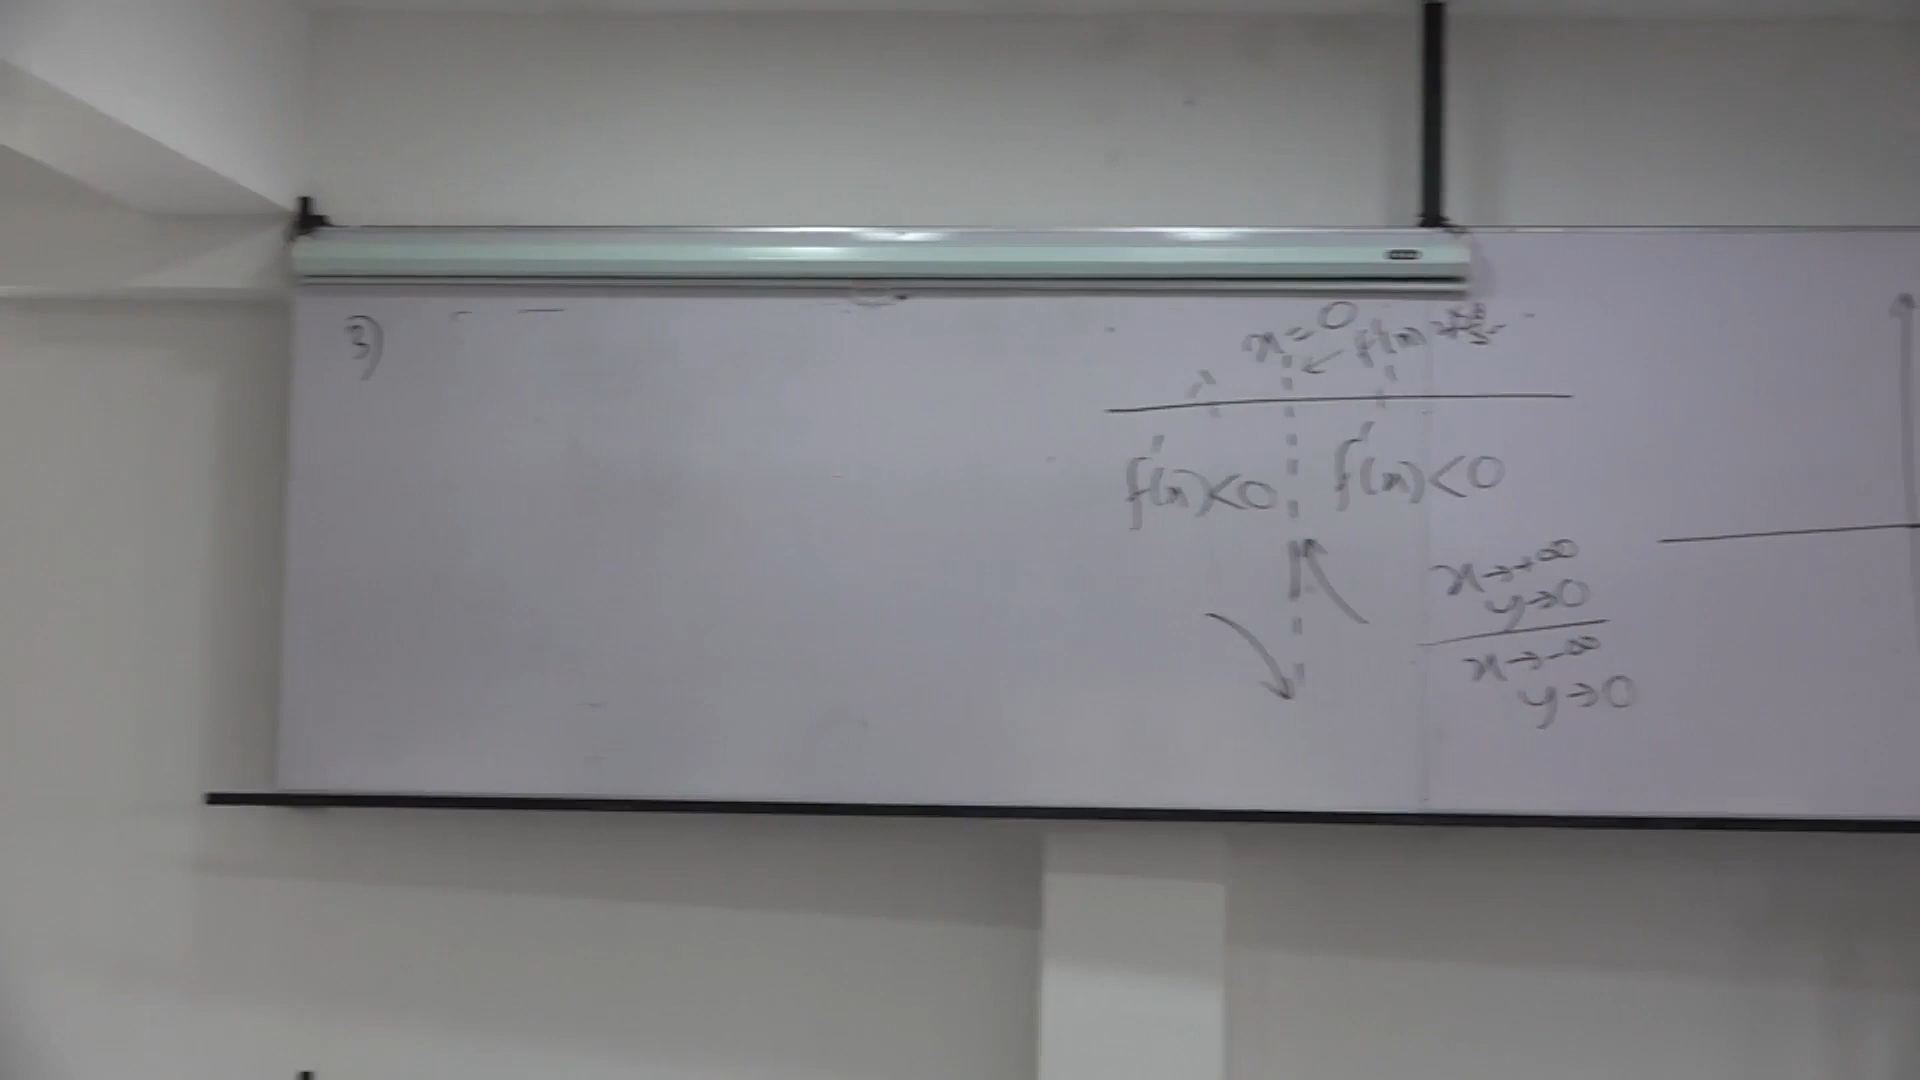 3)
x=0
f'(x)<0 f'(x)<0
x→+∞
y→0
x→-∞
y→0